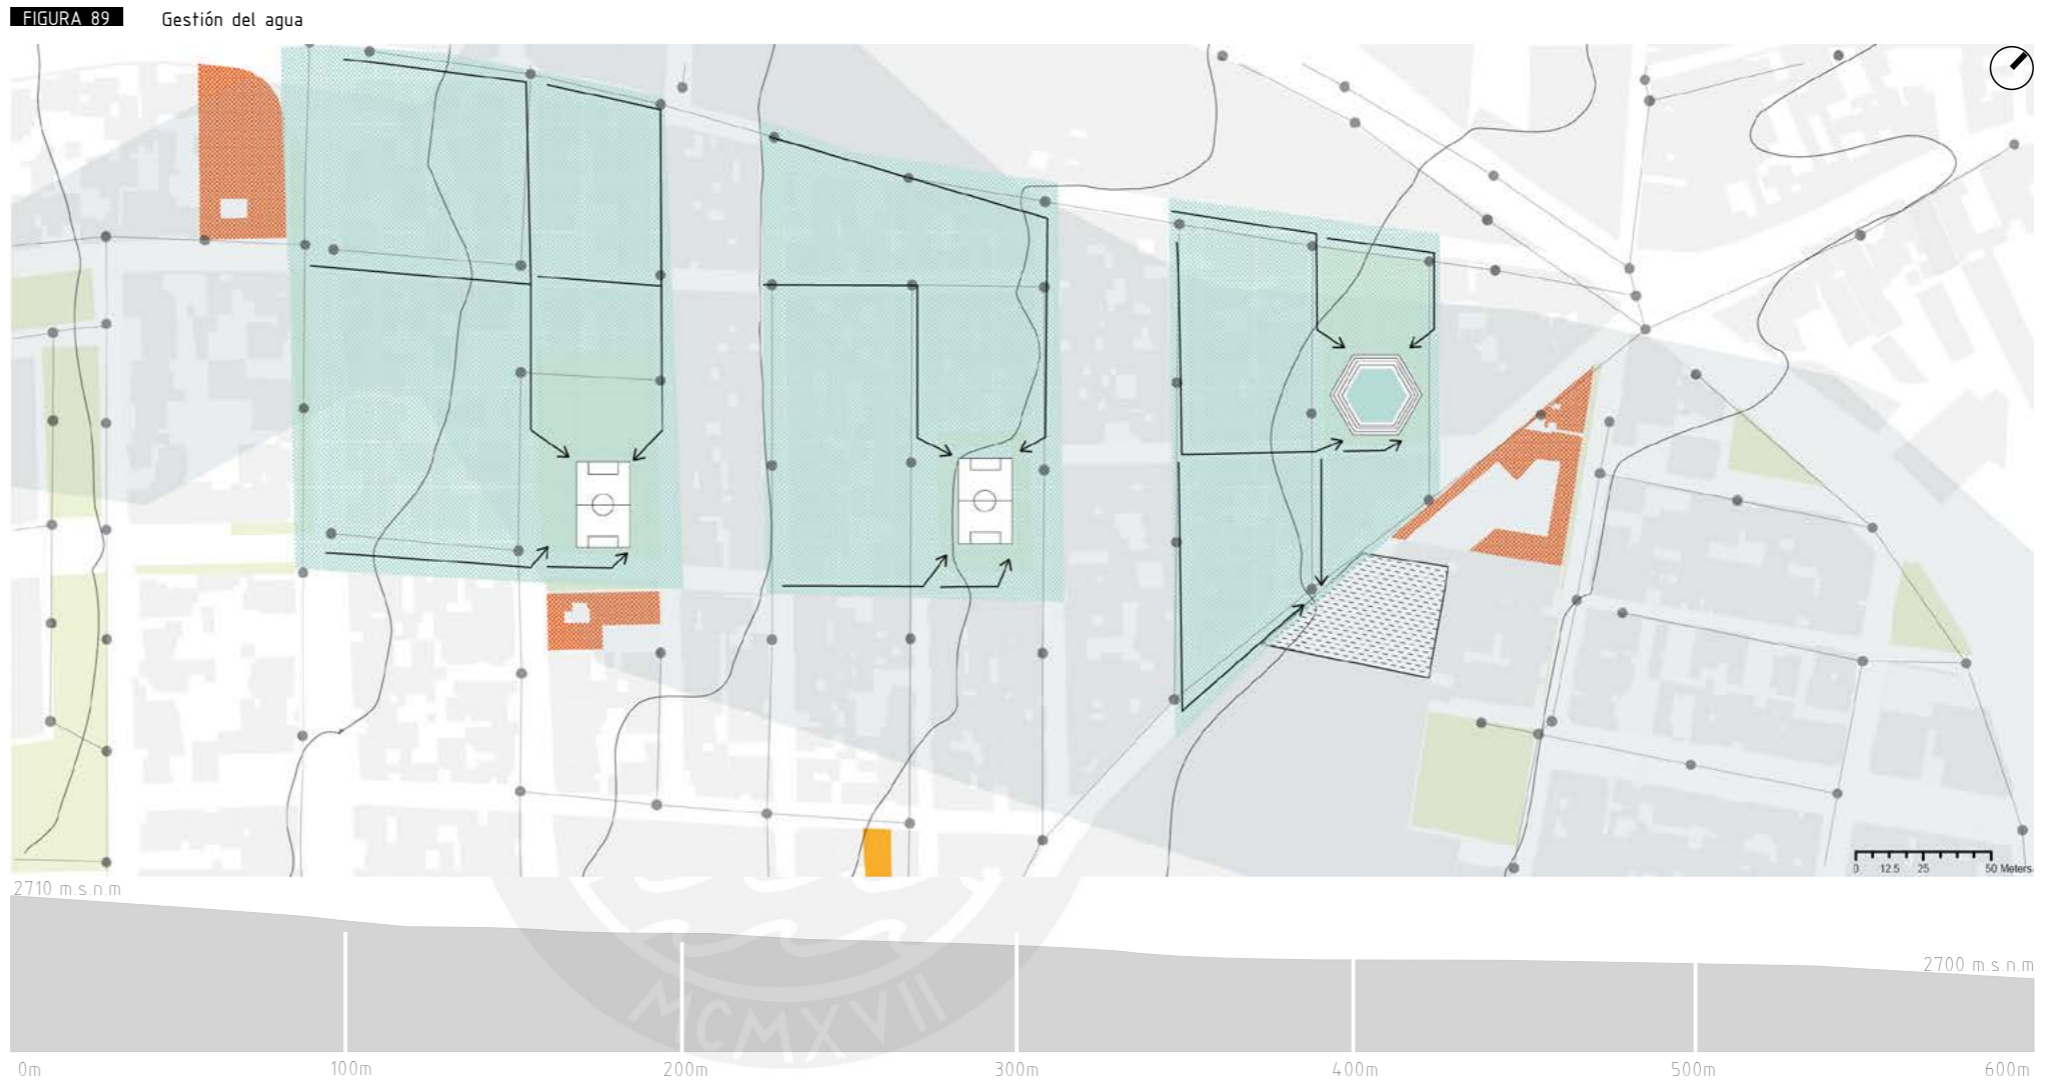 FIGURA 89 Gestión del agua
0 12.5 25 50 Meters
2710 m.s.n.m
2700 m.s.n.m
MCMXVII
0m 100m 200m 300m 400m 500m 600m